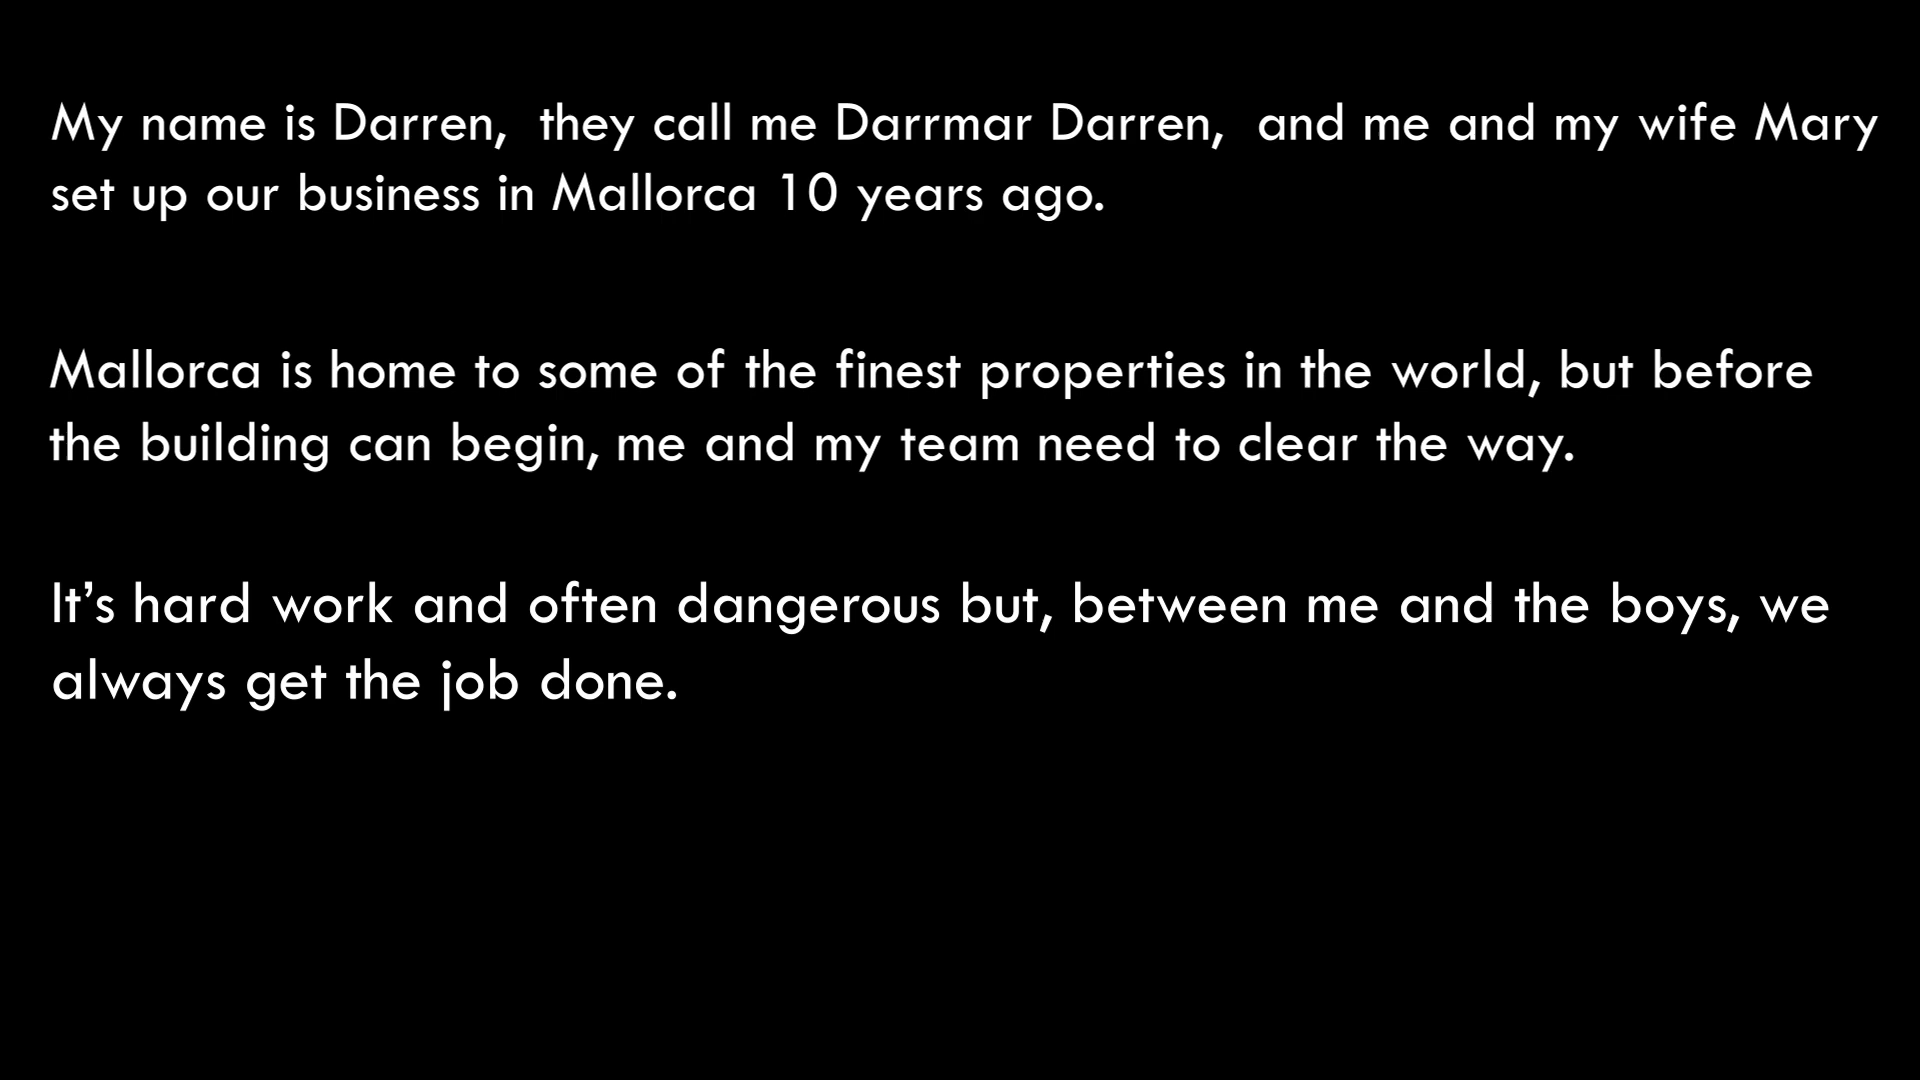 My name is Darren,  they call me Darrmar Darren,  and me and my wife Mary
set up our business in Mallorca 10 years ago.
Mallorca is home to some of the finest properties in the world, but before
the building can begin, me and my team need to clear the way.
It’s hard work and often dangerous but, between me and the boys, we
always get the job done.